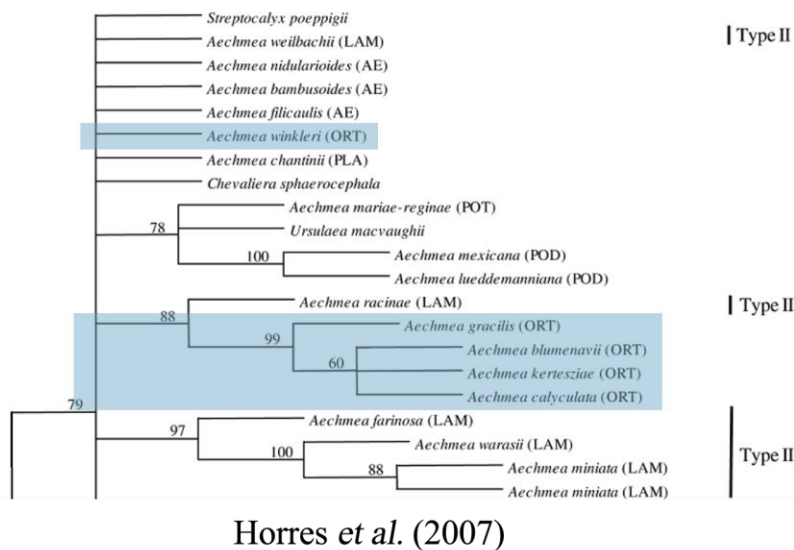 Streptocalyx poeppigii
Aechmea weilbachii (LAM) Type II
Aechmea nidularioides (AE)
Aechmea bambusoides (AE)
Aechmea filicaulis (AE)
Aechmea winkleri (ORT)
Aechmea chantinii (PLA)
Chevaliera sphaerocephala
Aechmea mariae-reginae (POT)
78 Ursulaea macvaughii
100 Aechmea mexicana (POD)
Aechmea lueddemanniana (POD)
Aechmea racinae (LAM) Type II
88 Aechmea gracilis (ORT)
99 Aechmea blumenavii (ORT)
60 Aechmea kertesziae (ORT)
Aechmea calyculata (ORT)
79
Aechmea farinosa (LAM)
97 Aechmea warasii (LAM)
100 Aechmea miniata (LAM) Type II
88 Aechmea miniata (LAM)
Horres et al. (2007)